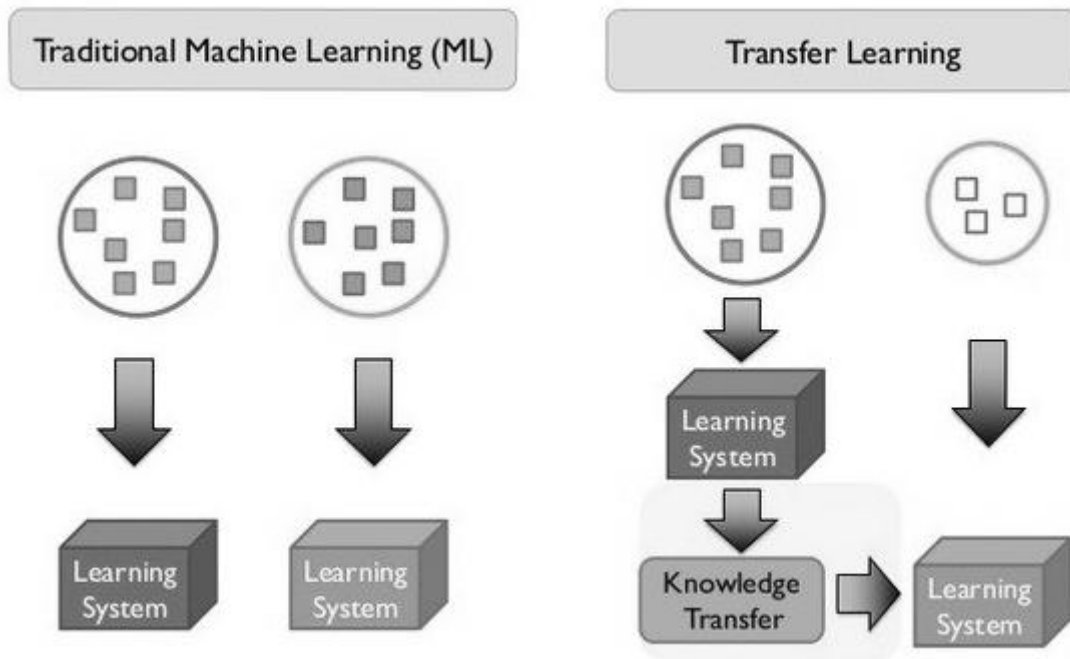 Traditional Machine Learning (ML)
Transfer Learning
Learning
System
Learning
System
Learning
System
Knowledge
Transfer
Learning
System